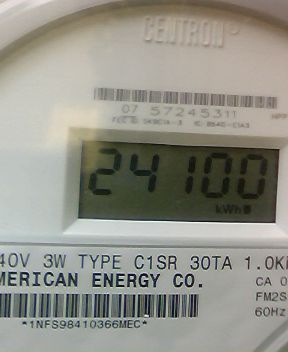 CENTRON®
07 57245311
24100
kWh
40V 3W TYPE C1SR 30TA 1.0K
MERICAN ENERGY CO.
CA 0
FM2S
60Hz
*1NFS98410366MEC*